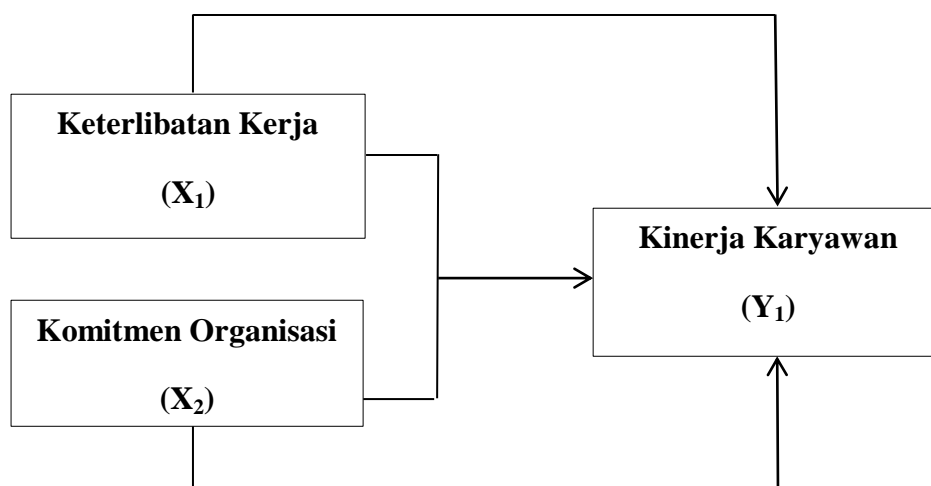 Keterlibatan Kerja
(X₁)
Kinerja Karyawan
(Y₁)
Komitmen Organisasi
(X₂)